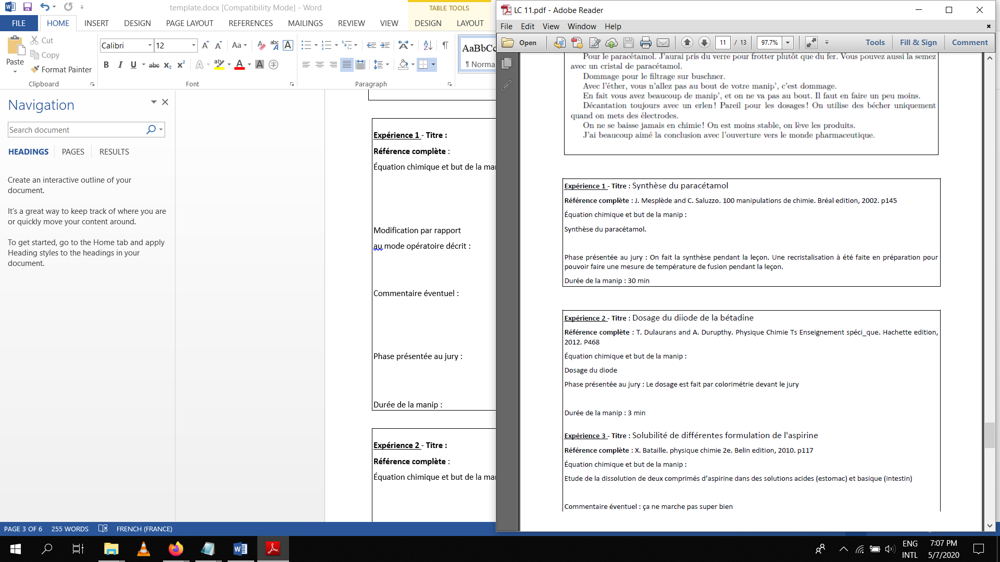 template.docx [Compatibility Mode] - Word
TABLE TOOLS
FILE
HOME
INSERT
DESIGN
PAGE LAYOUT
REFERENCES
MAILINGS
REVIEW
VIEW
DESIGN
LAYOUT
Cut
Copy
Format Painter
Paste
Clipboard
Calibri
12
Font
Paragraph
AaBbCc
¶ Norma
Navigation
Search document
HEADINGS
PAGES
RESULTS
Create an interactive outline of your
document.
It's a great way to keep track of where you are
or quickly move your content around.
To get started, go to the Home tab and apply
Heading styles to the headings in your
document.
Expérience 1 - Titre :
Référence complète :
Équation chimique et but de la
Modification par rapport
au mode opératoire décrit :
Commentaire éventuel :
Phase présentée au jury :
Durée de la manip :
Expérience 2 - Titre :
Référence complète :
Équation chimique et but de la
PAGE 3 OF 6
255 WORDS
FRENCH (FRANCE)
LC 11.pdf - Adobe Reader
File
Edit
View
Window
Help
Open
11
/ 13
97.7%
Tools
Fill & Sign
Comment
Pour le paracétamol. J'aurai pris du verre pour frotter plutôt que du fer. Vous pouvez aussi la semez
avec un cristal de paracétamol.
Dommage pour le filtrage sur buschner.
Avec l'éther, vous n'allez pas au bout de votre manip', c'est dommage.
En fait vous avez beaucoup de manip', et on ne va pas au bout. Il faut en faire un peu moins.
Décantation toujours avec un erlen ! Pareil pour les dosages ! On utilise des bécher uniquement
quand on mets des électrodes.
On ne se baisse jamais en chimie ! On est moins stable, on lève les produits.
J'ai beaucoup aimé la conclusion avec l'ouverture vers le monde pharmaceutique.
Expérience 1 - Titre : Synthèse du paracétamol
Référence complète : J. Mesplède and C. Saluzzo. 100 manipulations de chimie. Bréal edition, 2002. p145
Équation chimique et but de la manip :
Synthèse du paracétamol.
Phase présentée au jury : On fait la synthèse pendant la leçon. Une recristalisation à été faite en préparation pour
pouvoir faire une mesure de température de fusion pendant la leçon.
Durée de la manip : 30 min
Expérience 2 - Titre : Dosage du diiode de la bétadine
Référence complète : T. Dulaurans and A. Durupthy. Physique Chimie Ts Enseignement spéci_que. Hachette edition,
2012. P468
Équation chimique et but de la manip :
Dosage du diode
Phase présentée au jury : Le dosage est fait par colorimétrie devant le jury
Durée de la manip : 3 min
Expérience 3 - Titre : Solubilité de différentes formulation de l'aspirine
Référence complète : X. Bataille. physique chimie 2e. Belin edition, 2010. p117
Équation chimique et but de la manip :
Etude de la dissolution de deux comprimés d'aspirine dans des solutions acides (estomac) et basique (intestin)
Commentaire éventuel : ça ne marche pas super bien
ENG
INTL
7:07 PM
5/7/2020